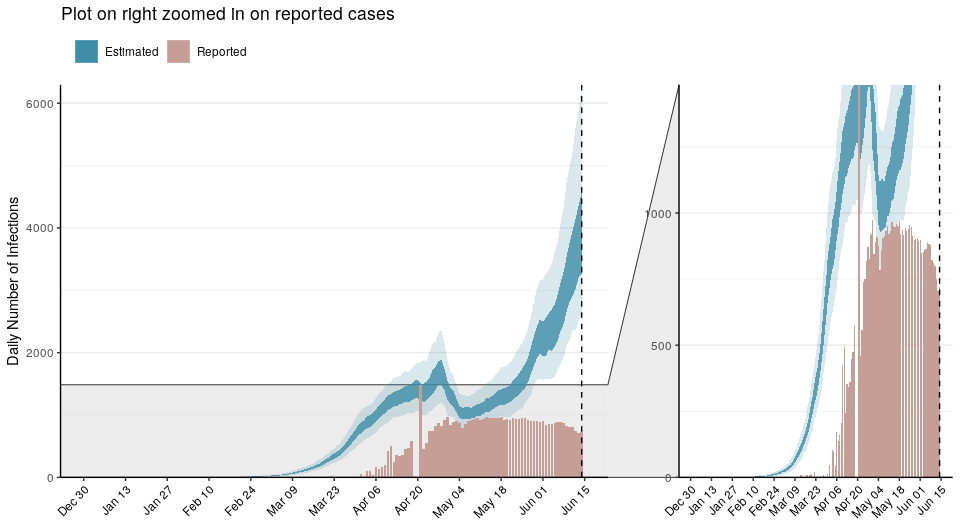 Plot on right zoomed in on reported cases
Estimated Reported
Daily Number of Infections
6000
4000
2000
0
Dec 30 Jan 13 Jan 27 Feb 10 Feb 24 Mar 09 Mar 23 Apr 06 Apr 20 May 04 May 18 Jun 01 Jun 15
1000
500
0
Dec 30 Jan 13 Jan 27 Feb 10 Feb 24 Mar 09 Mar 23 Apr 06 Apr 20 May 04 May 18 Jun 01 Jun 15